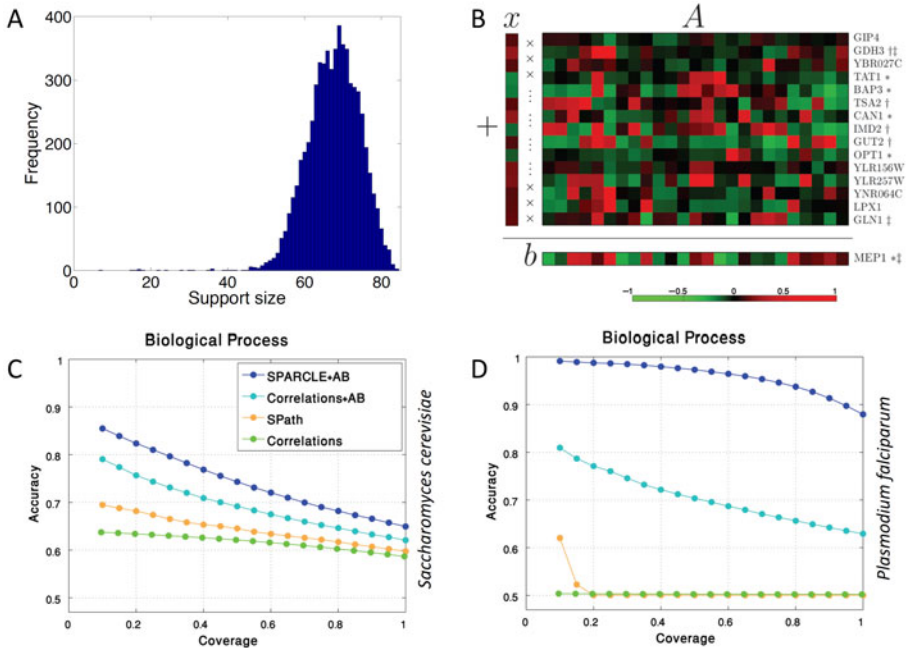 A
Frequency
400
300
200
100
0
0
20
40
60
80
Support size
B
x
A
+
×
×
×
×
⋮
⋮
⋮
⋮
×
×
×
GIP4
GDH3 †‡
YBR027C
TAT1 *
BAP3 *
TSA2 †
CAN1 *
IMD2 †
GUT2 †
OPT1 *
YLR156W
YLR257W
YNR064C
LPX1
GLN1 ‡
b
MEP1 *‡
−1 −0.5 0 0.5 1
C
Biological Process
Accuracy
1
0.9
0.8
0.7
0.6
0.5
0 0.2 0.4 0.6 0.8 1
Coverage
SPARCLE+AB
Correlations+AB
SPath
Correlations
Saccharomyces cerevisiae
D
Biological Process
Accuracy
1
0.9
0.8
0.7
0.6
0.5
0 0.2 0.4 0.6 0.8 1
Coverage
Plasmodium falciparum